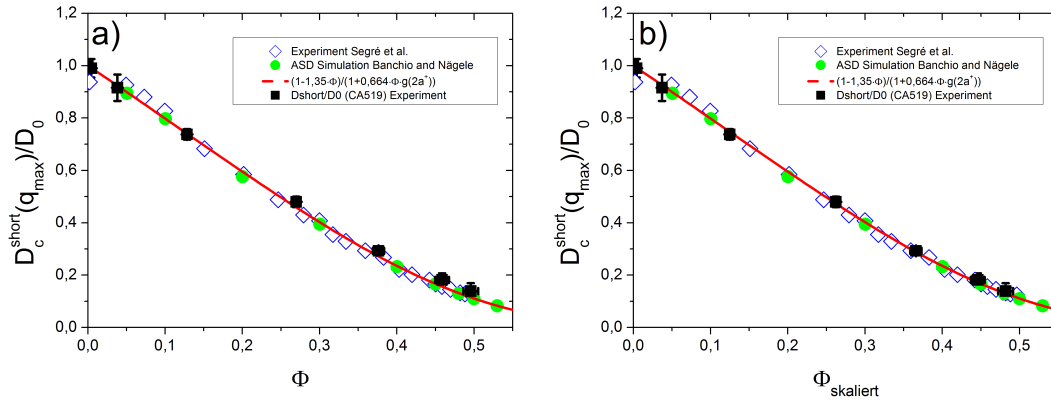 a)
Experiment Segré et al.
ASD Simulation Banchio and Nägele
(1-1,35·Φ)/(1+0,664·Φ·g(2a*))
Dshort/D0 (CA519) Experiment
D_c^short(q_max)/D_0
1,2
1,0
0,8
0,6
0,4
0,2
0,0
0,0 0,1 0,2 0,3 0,4 0,5
Φ
b)
Experiment Segré et al.
ASD Simulation Banchio and Nägele
(1-1,35·Φ)/(1+0,664·Φ·g(2a*))
Dshort/D0 (CA519) Experiment
D_c^short(q_max)/D_0
1,2
1,0
0,8
0,6
0,4
0,2
0,0
0,0 0,1 0,2 0,3 0,4 0,5
Φ_skaliert